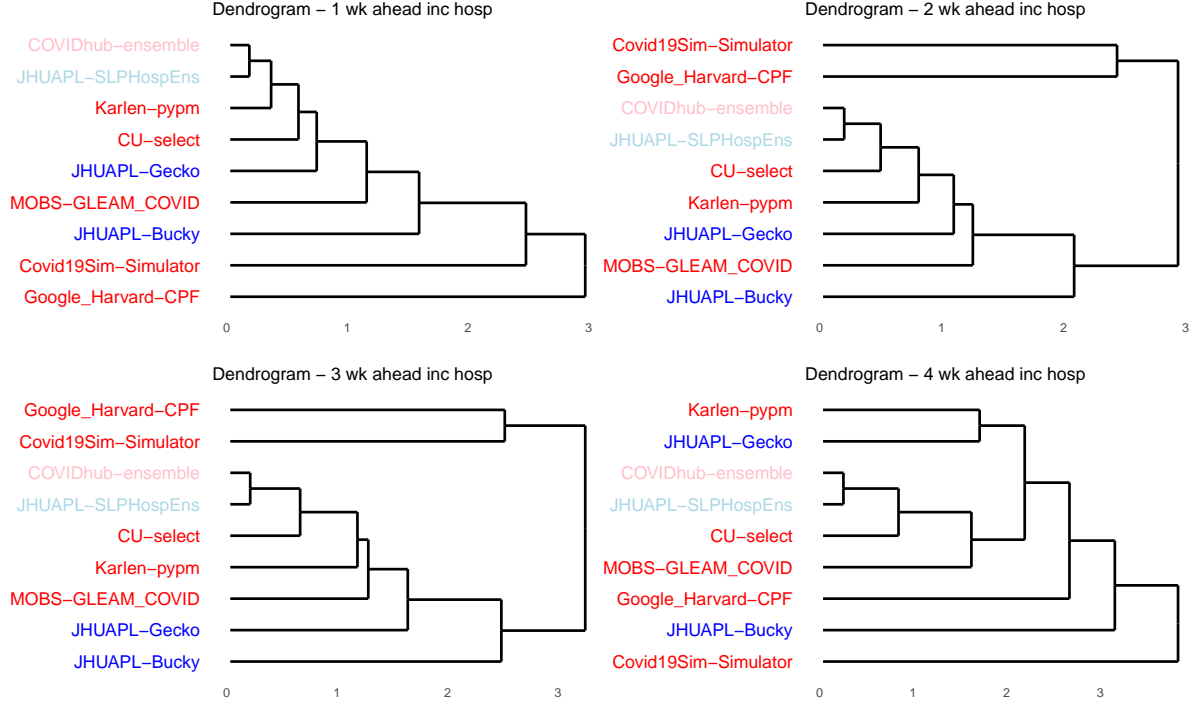 Dendrogram − 1 wk ahead inc hosp
COVIDhub−ensemble
JHUAPL−SLPHospEns
Karlen−pypm
CU−select
JHUAPL−Gecko
MOBS−GLEAM_COVID
JHUAPL−Bucky
Covid19Sim−Simulator
Google_Harvard−CPF
0 1 2 3
Dendrogram − 2 wk ahead inc hosp
Covid19Sim−Simulator
Google_Harvard−CPF
COVIDhub−ensemble
JHUAPL−SLPHospEns
CU−select
Karlen−pypm
JHUAPL−Gecko
MOBS−GLEAM_COVID
JHUAPL−Bucky
0 1 2 3
Dendrogram − 3 wk ahead inc hosp
Google_Harvard−CPF
Covid19Sim−Simulator
COVIDhub−ensemble
JHUAPL−SLPHospEns
CU−select
Karlen−pypm
MOBS−GLEAM_COVID
JHUAPL−Gecko
JHUAPL−Bucky
0 1 2 3
Dendrogram − 4 wk ahead inc hosp
Karlen−pypm
JHUAPL−Gecko
COVIDhub−ensemble
JHUAPL−SLPHospEns
CU−select
MOBS−GLEAM_COVID
Google_Harvard−CPF
JHUAPL−Bucky
Covid19Sim−Simulator
0 1 2 3